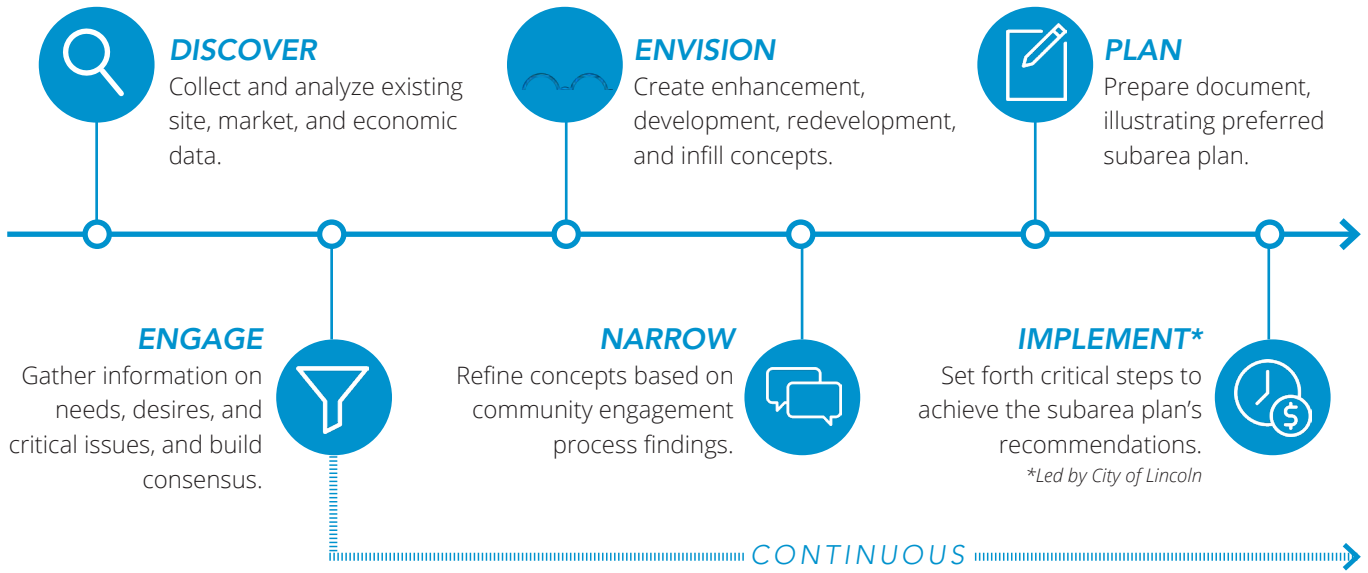 DISCOVER
Collect and analyze existing
site, market, and economic
data.
ENVISION
Create enhancement,
development, redevelopment,
and infill concepts.
PLAN
Prepare document,
illustrating preferred
subarea plan.
ENGAGE
Gather information on
needs, desires, and
critical issues, and build
consensus.
NARROW
Refine concepts based on
community engagement
process findings.
IMPLEMENT*
Set forth critical steps to
achieve the subarea plan’s
recommendations.
*Led by City of Lincoln
$
CONTINUOUS